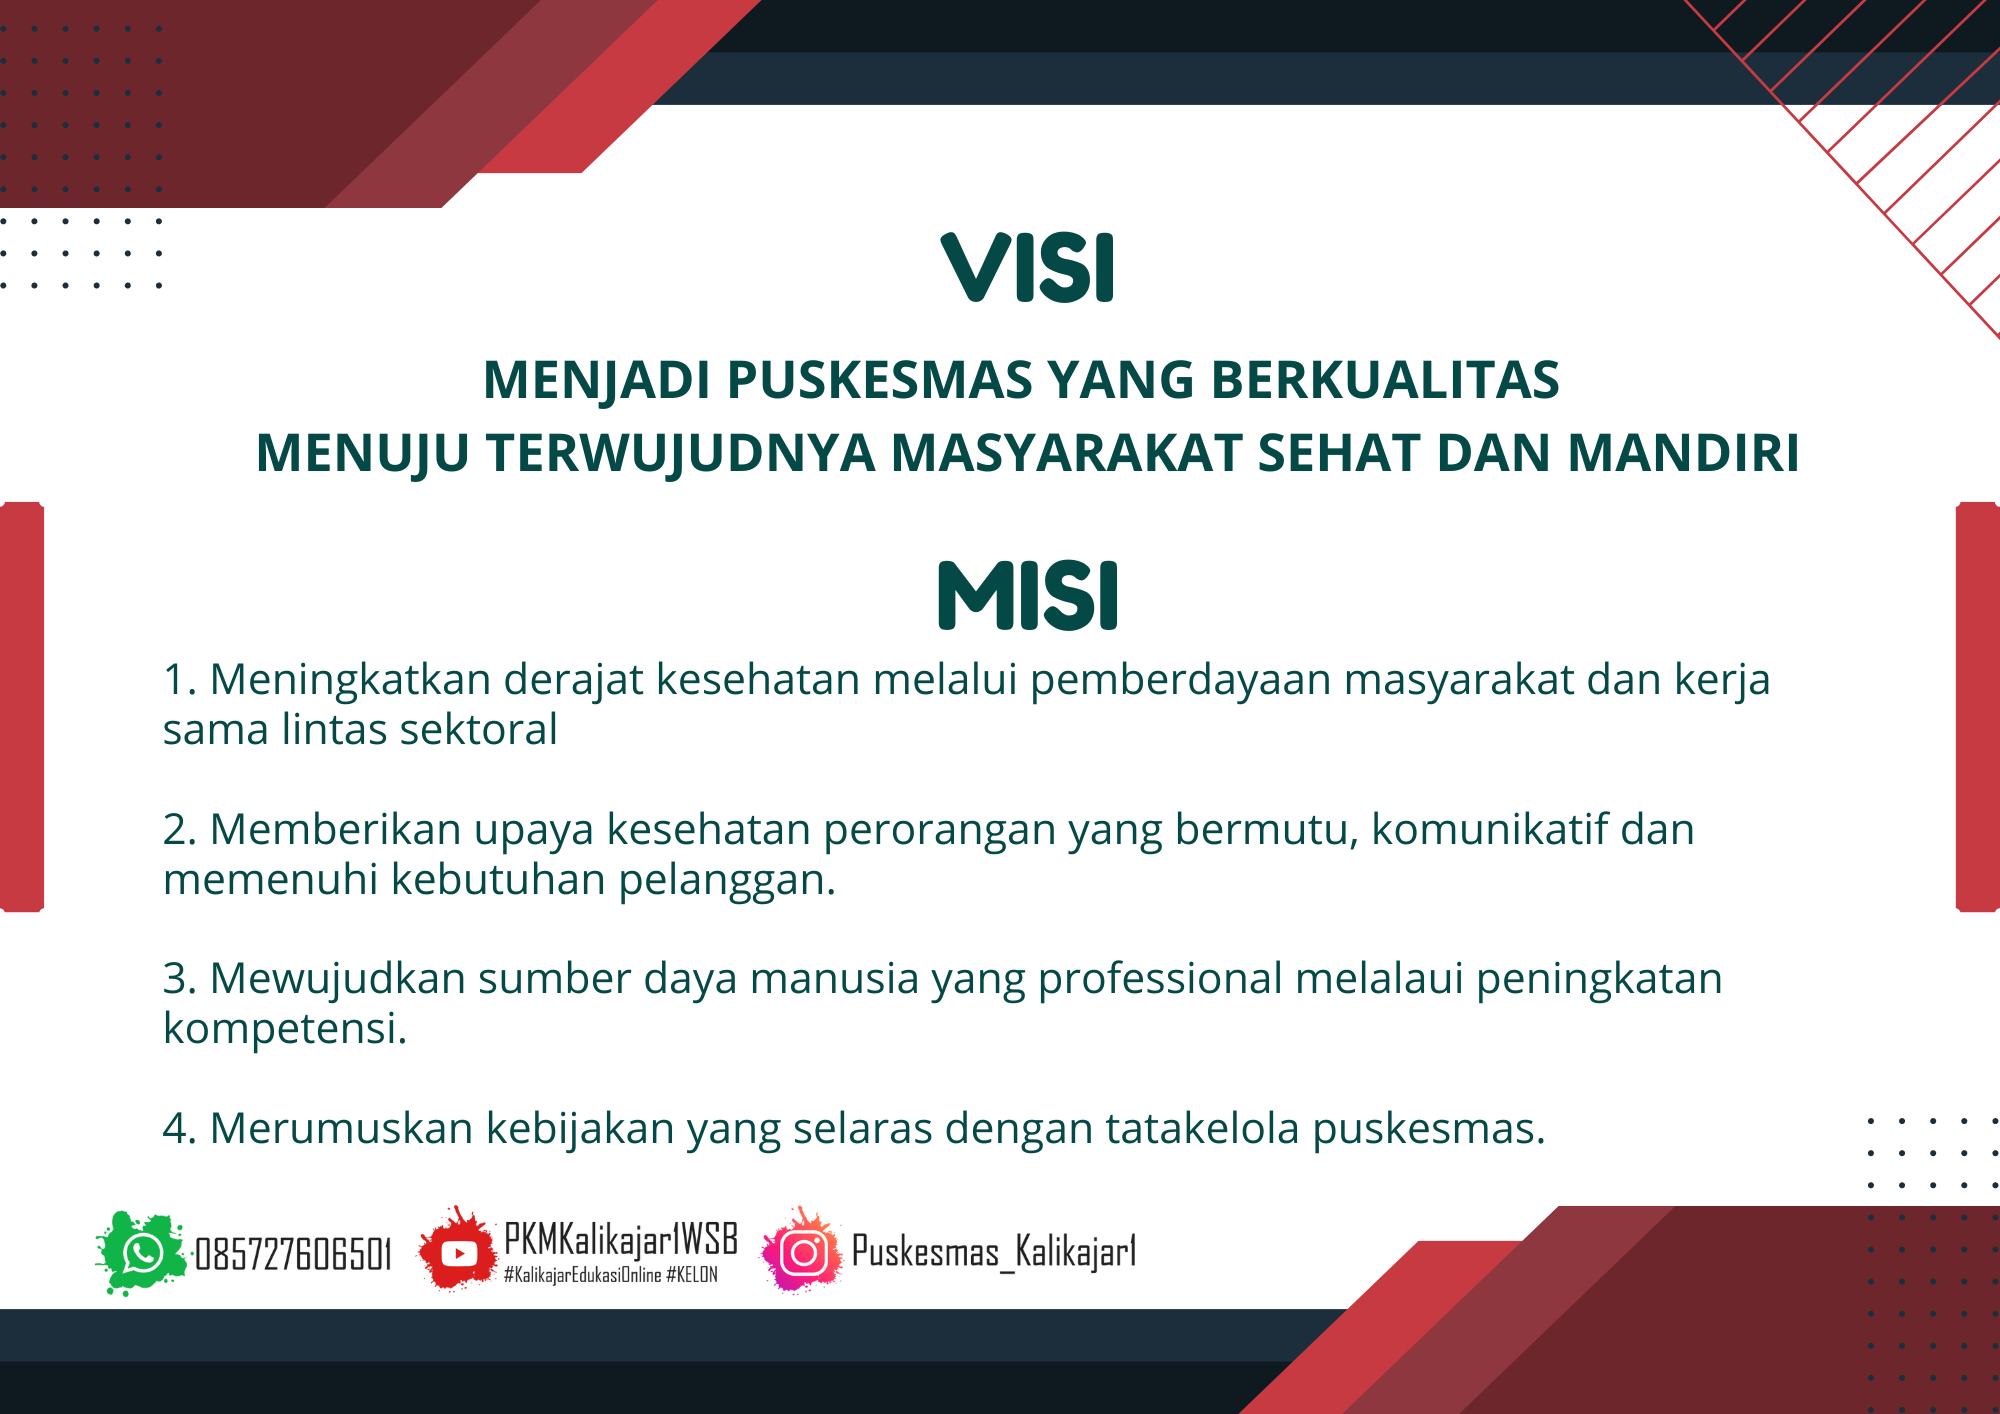 VISI
MENJADI PUSKESMAS YANG BERKUALITAS
MENUJU TERWUJUDNYA MASYARAKAT SEHAT DAN MANDIRI
MISI
1. Meningkatkan derajat kesehatan melalui pemberdayaan masyarakat dan kerja
sama lintas sektoral
2. Memberikan upaya kesehatan perorangan yang bermutu, komunikatif dan
memenuhi kebutuhan pelanggan.
3. Mewujudkan sumber daya manusia yang professional melalaui peningkatan
kompetensi.
4. Merumuskan kebijakan yang selaras dengan tatakelola puskesmas.
085727606501
PKMKalikajar1WSB
#KalikajarEdukasiOnline #KELON
Puskesmas_Kalikajar1